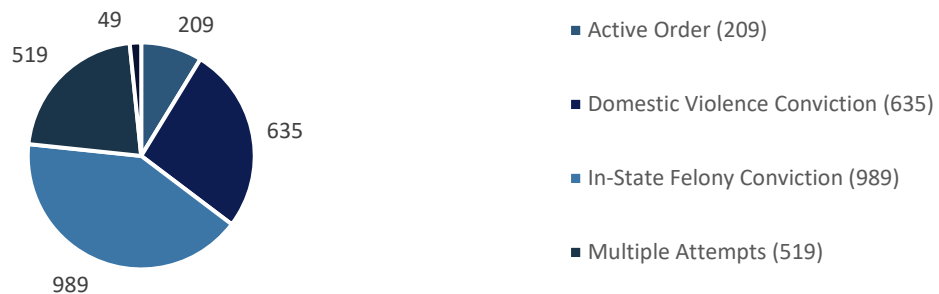 49
209
519
635
989
Active Order (209)
Domestic Violence Conviction (635)
In-State Felony Conviction (989)
Multiple Attempts (519)